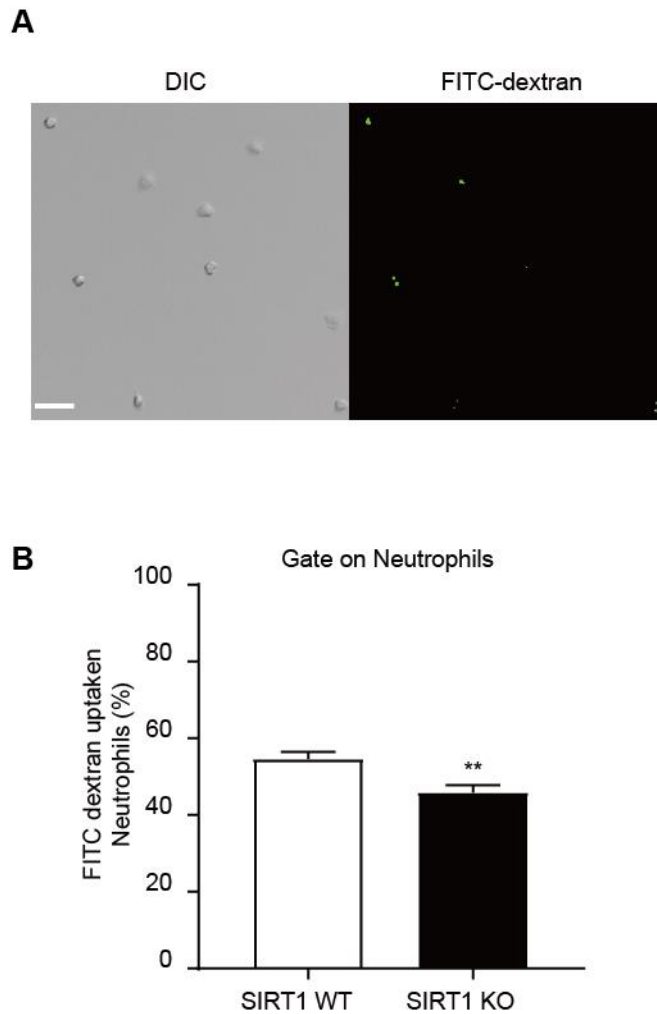 A
DIC
FITC-dextran
B
Gate on Neutrophils
FITC dextran uptaken
Neutrophils (%)
100
80
60
40
20
0
**
SIRT1 WT
SIRT1 KO